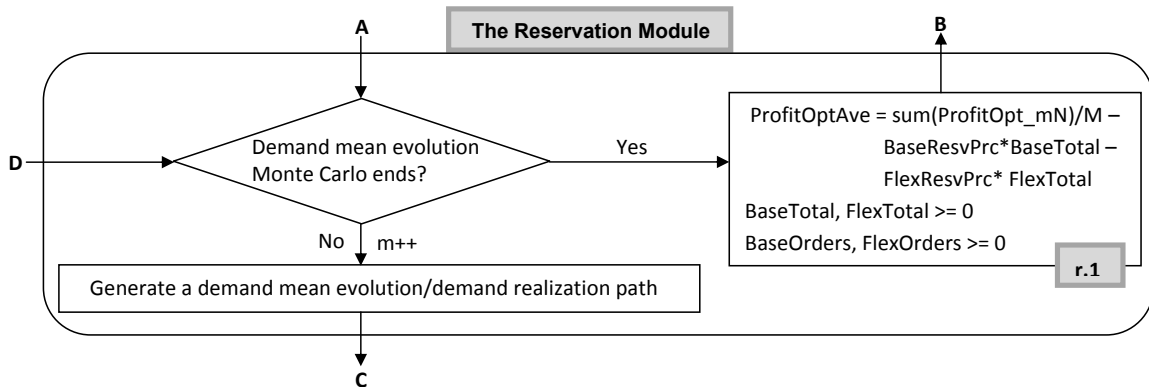 A
The Reservation Module
B
D
Demand mean evolution
Monte Carlo ends?
Yes
ProfitOptAve = sum(ProfitOpt_mN)/M –
BaseResvPrc*BaseTotal –
FlexResvPrc* FlexTotal
BaseTotal, FlexTotal >= 0
BaseOrders, FlexOrders >= 0
r.1
No m++
Generate a demand mean evolution/demand realization path
C